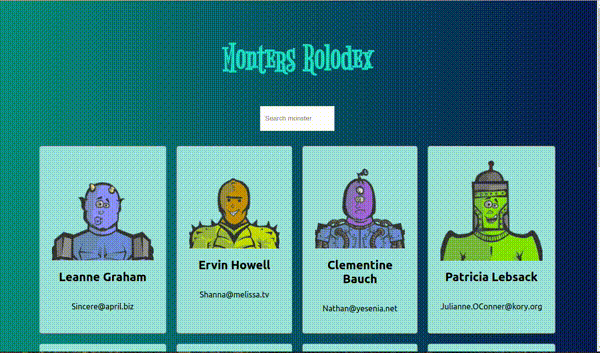 Monters Rolodex
Search monster
Leanne Graham
Sincere@april.biz
Ervin Howell
Shanna@melissa.tv
Clementine
Bauch
Nathan@yesenia.net
Patricia Lebsack
Julianne.OConner@kory.org